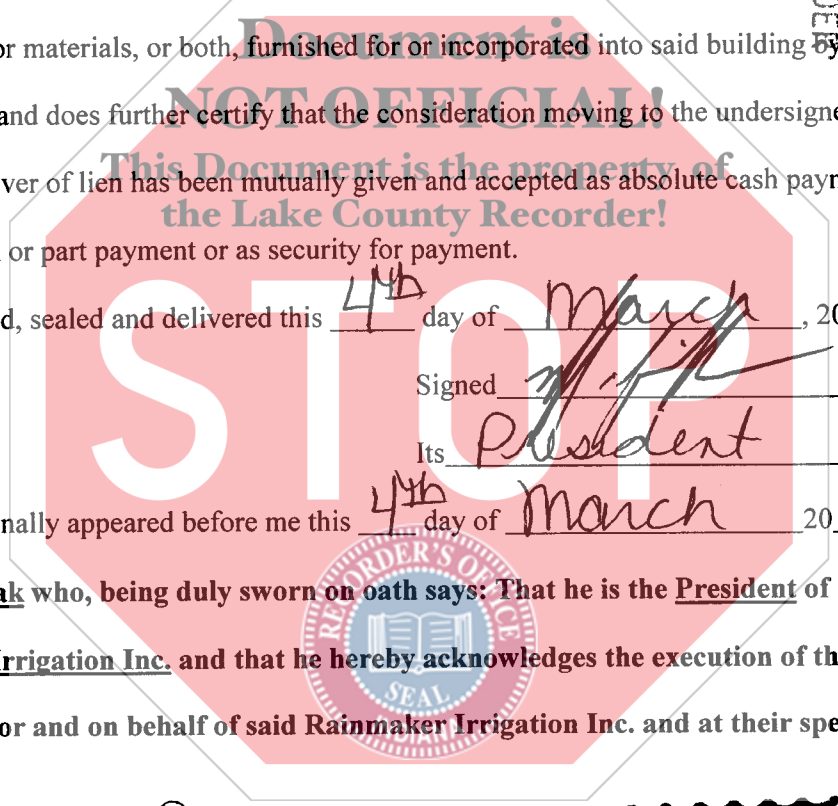 Document is
or materials, or both, furnished for or incorporated into said building by
NOT OFFICIAL!
and does further certify that the consideration moving to the undersigne
This Document is the property of
ver of lien has been mutually given and accepted as absolute cash payn
the Lake County Recorder!
or part payment or as security for payment.
d, sealed and delivered this 4th day of March, 20
STOP
Signed
Its President
nally appeared before me this 4th day of March 20
ak who, being duly sworn on oath says: That he is the President of
rrigation Inc. and that he hereby acknowledges the execution of th
or and on behalf of said Rainmaker Irrigation Inc. and at their spe
RECORDER'S OFFICE
SEAL
INDIANA